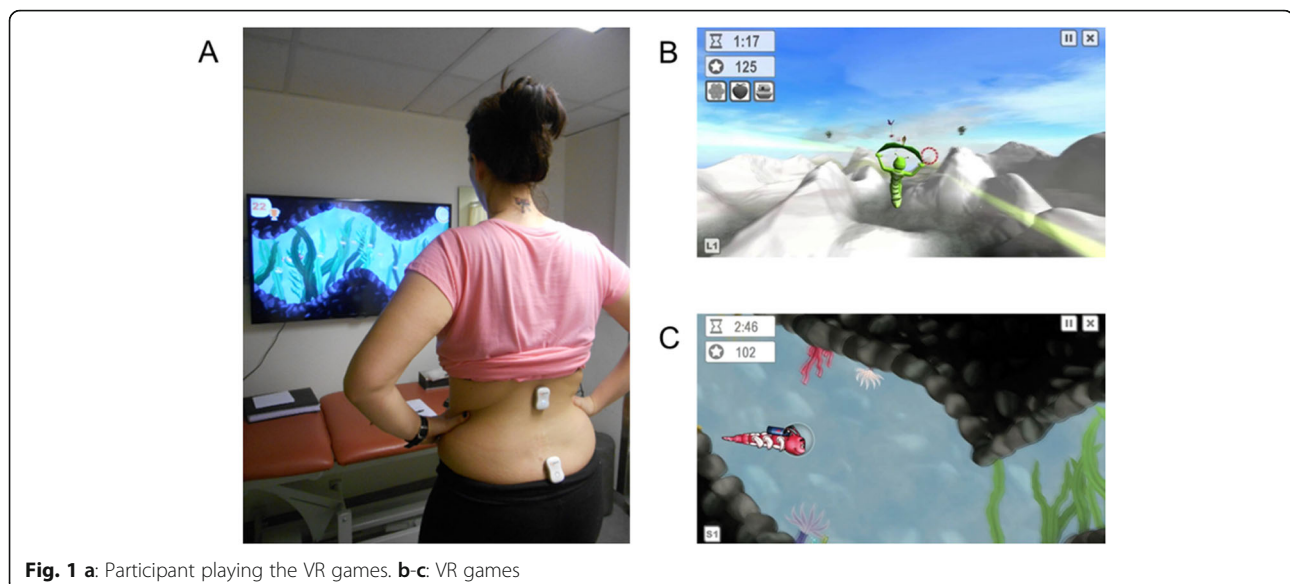 A
22
B
1:17
125
L1
C
2:46
102
S1
Fig. 1 a: Participant playing the VR games. b-c: VR games